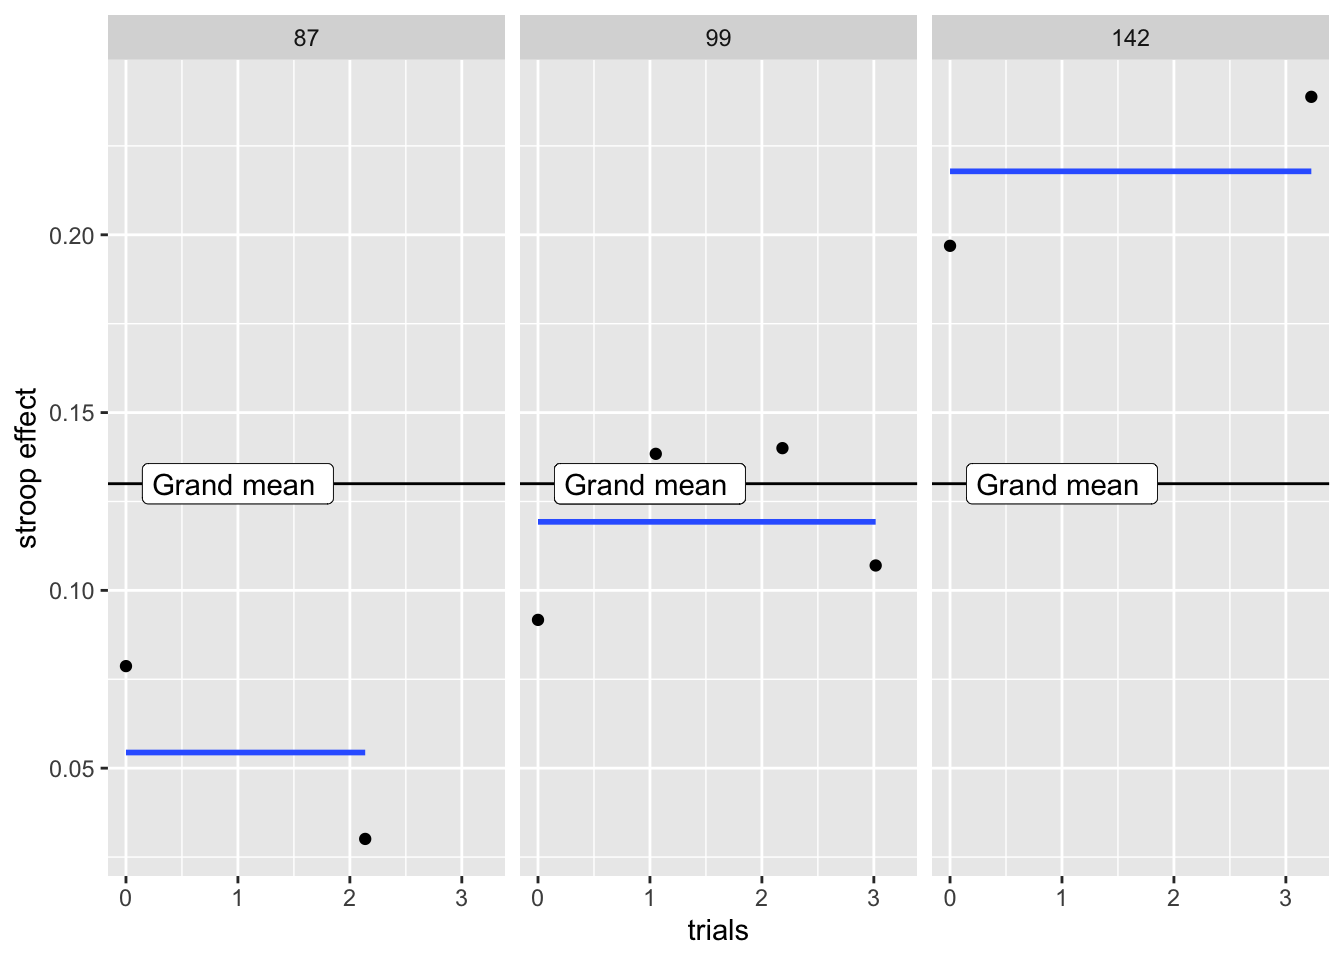 87
99
142
stroop effect
0.20
0.15
0.10
0.05
Grand mean
Grand mean
Grand mean
0 1 2 3
0 1 2 3
0 1 2 3
trials